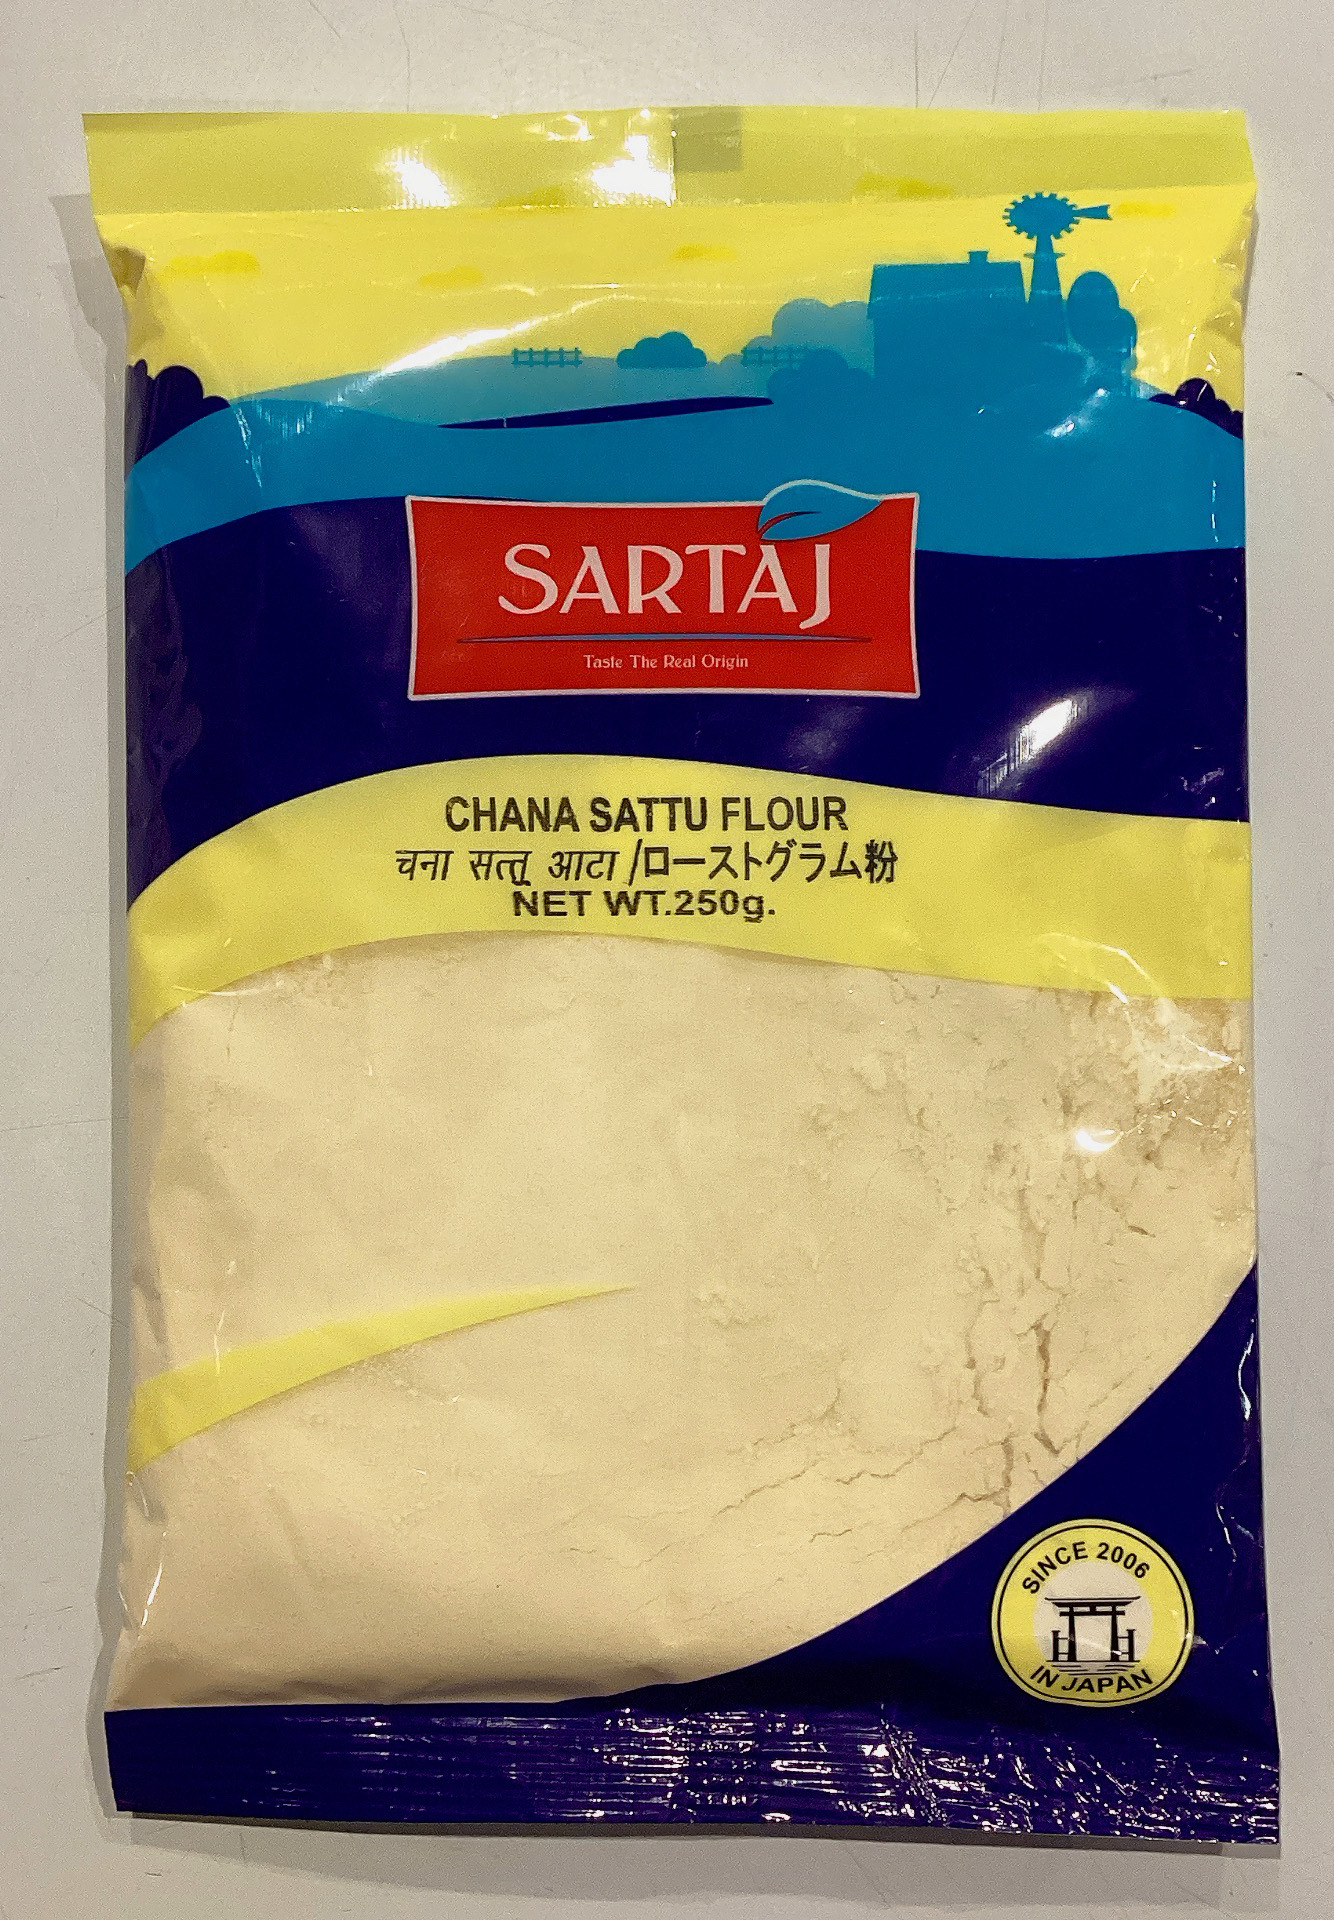 SARTAJ
Taste The Real Origin
CHANA SATTU FLOUR
चना सत्तू आटा /ローストグラム粉
NET WT.250g.
SINCE 2006
IN JAPAN